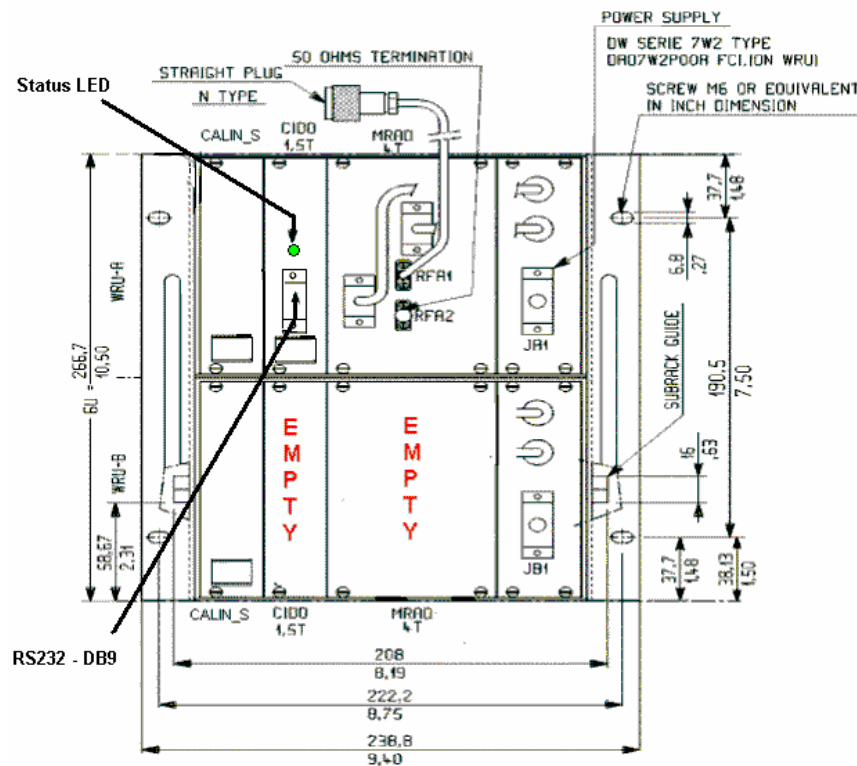 POWER SUPPLY
DW SERIE 7W2 TYPE
DA07W2P00A FCI,(ON WRU)
50 OHMS TERMINATION
STRAIGHT PLUG
N TYPE
Status LED
SCREW M6 OR EQUIVALENT
IN INCH DIMENSION
CALIN_S
CIDO
1,5T
MRAD
4T
37,7
1,48
6,8
,27
WRU-A
RFA1
RFA2
JA1
6U = 266,7
10,50
SUBRACK GUIDE
190,5
7,50
EMPTY
EMPTY
WRU-B
16
,63
58,67
2,31
JB1
37,7
1,48
38,13
1,50
CALIN_S
CIDO
1,5T
MRAD
4T
RS232 - DB9
208
8,19
222,2
8,75
238,8
9,40